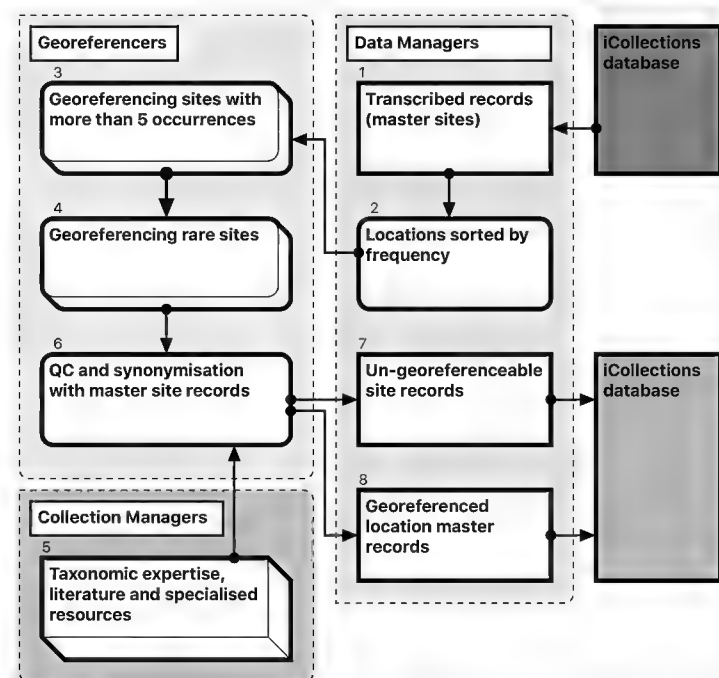 Georeferencers
3
Georeferencing sites with
more than 5 occurrences
4
Georeferencing rare sites
6
QC and synonymisation
with master site records
Collection Managers
5
Taxonomic expertise,
literature and specialised
resources
Data Managers
1
Transcribed records
(master sites)
2
Locations sorted by
frequency
7
Un-georeferenceable
site records
8
Georeferenced
location master
records
iCollections
database
iCollections
database